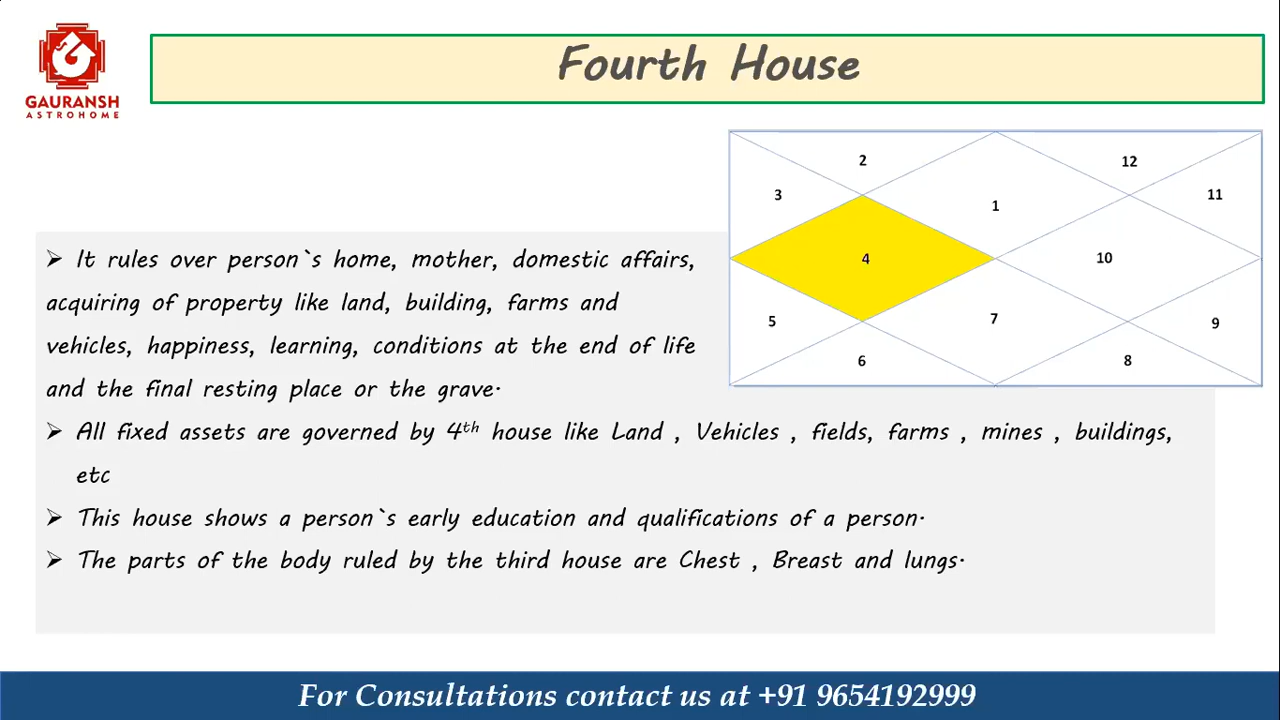 GAURANSH
ASTROHOME
Fourth House
2
12
3
11
1
4
10
5
7
9
6
8
➢ It rules over person`s home, mother, domestic affairs,
acquiring of property like land, building, farms and
vehicles, happiness, learning, conditions at the end of life
and the final resting place or the grave.
➢ All fixed assets are governed by 4th house like Land , Vehicles , fields, farms , mines , buildings,
etc
➢ This house shows a person`s early education and qualifications of a person.
➢ The parts of the body ruled by the third house are Chest , Breast and lungs.
For Consultations contact us at +91 9654192999